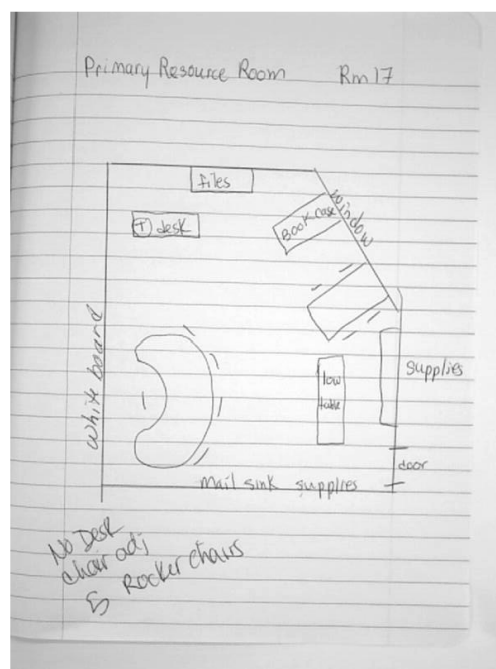 Primary Resource Room Rm 17
files
window
Book case
T desk
White board
supplies
low
table
door
Mail sink supplies
No Desk
Chair adj
& Rocker chairs